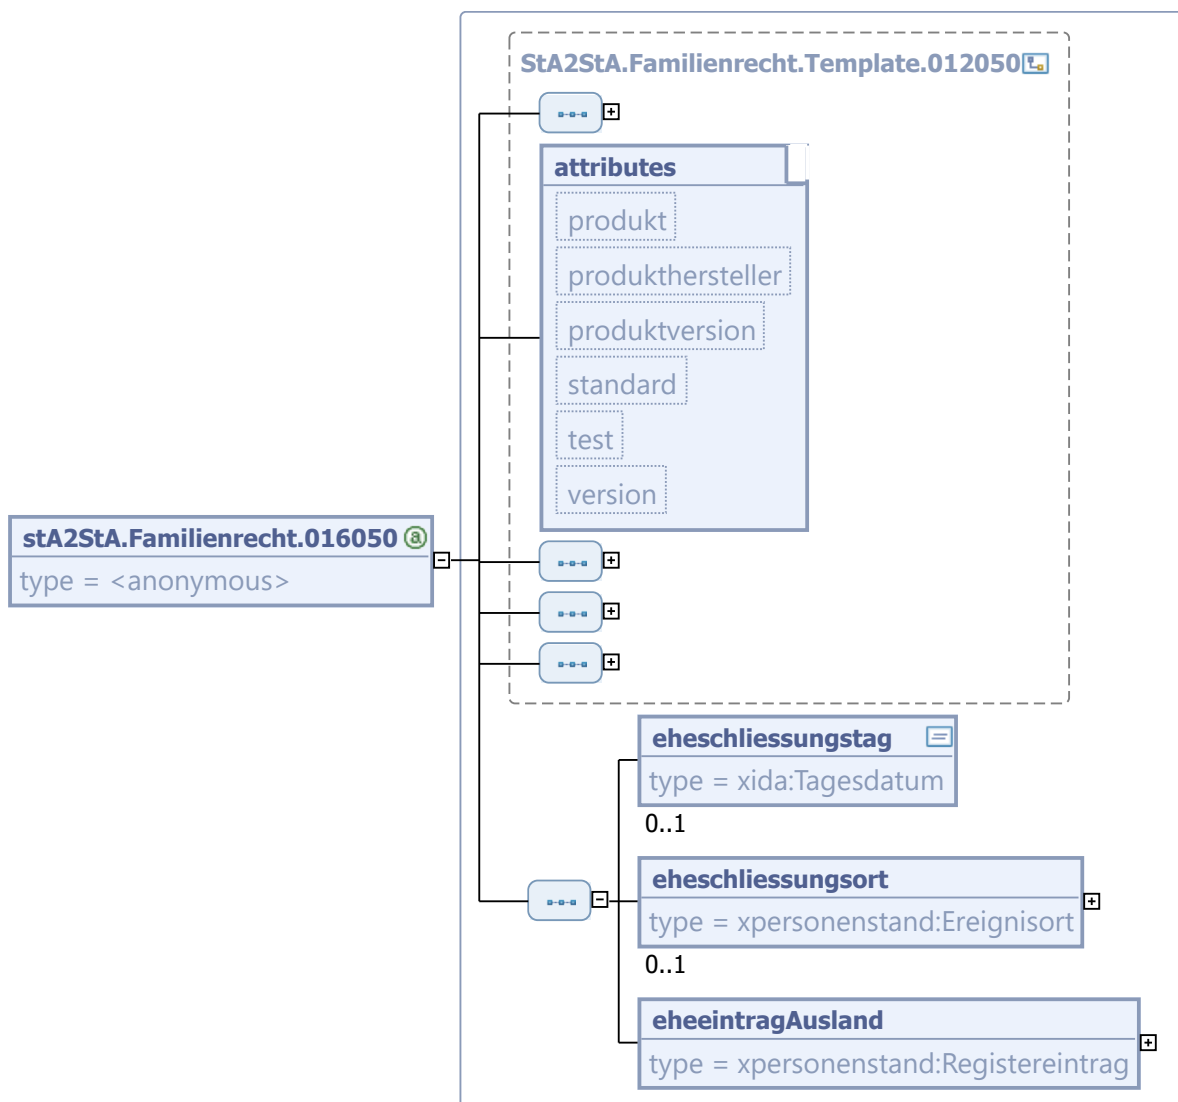 StA2StA.Familienrecht.Template.012050
attributes
produkt
produkthersteller
produktversion
standard
test
version
stA2StA.Familienrecht.016050
type = <anonymous>
eheschliessungstag
type = xida:Tagesdatum
0..1
eheschliessungsort
type = xpersonenstand:Ereignisort
0..1
eheeintragAusland
type = xpersonenstand:Registereintrag